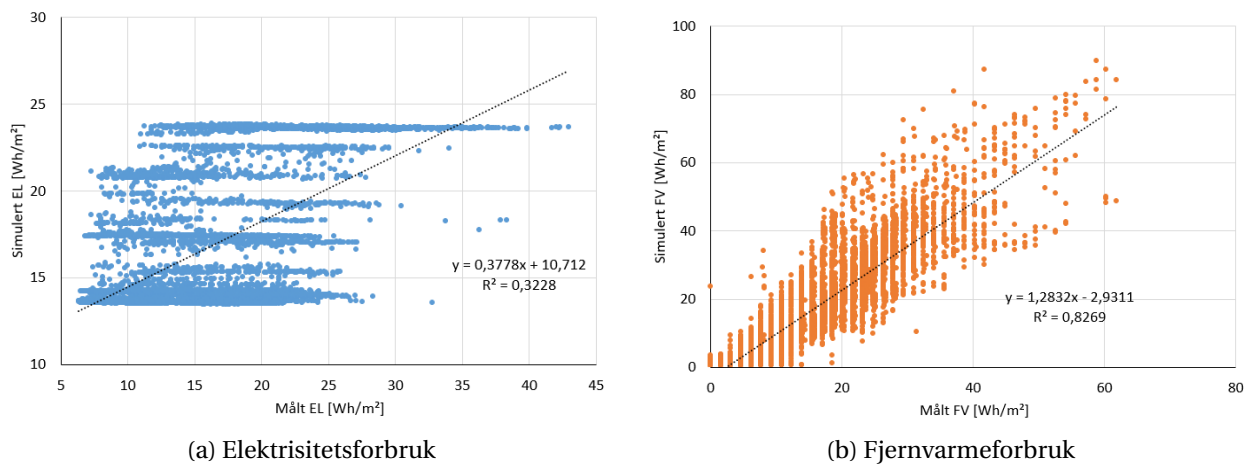 30
25
20
15
10
Simulert EL [Wh/m²]
y = 0,3778x + 10,712
R² = 0,3228
5 10 15 20 25 30 35 40 45
Målt EL [Wh/m²]
(a) Elektrisitetsforbruk
100
80
60
40
20
0
Simulert FV [Wh/m²]
y = 1,2832x - 2,9311
R² = 0,8269
0 20 40 60 80
Målt FV [Wh/m²]
(b) Fjernvarmeforbruk